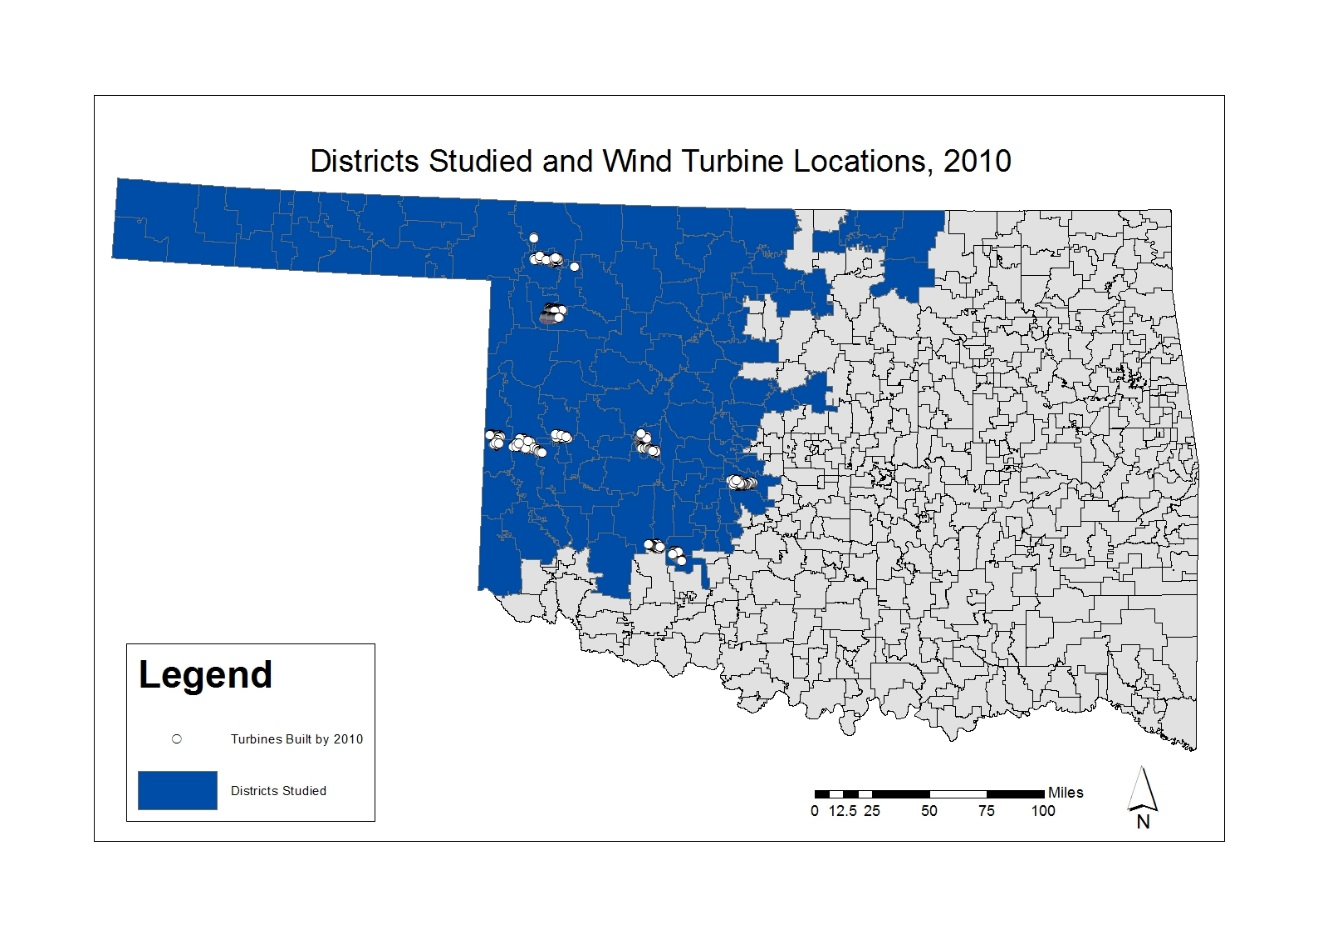 Districts Studied and Wind Turbine Locations, 2010
Legend
Turbines Built by 2010
Districts Studied
Miles
0 12.5 25 50 75 100
N